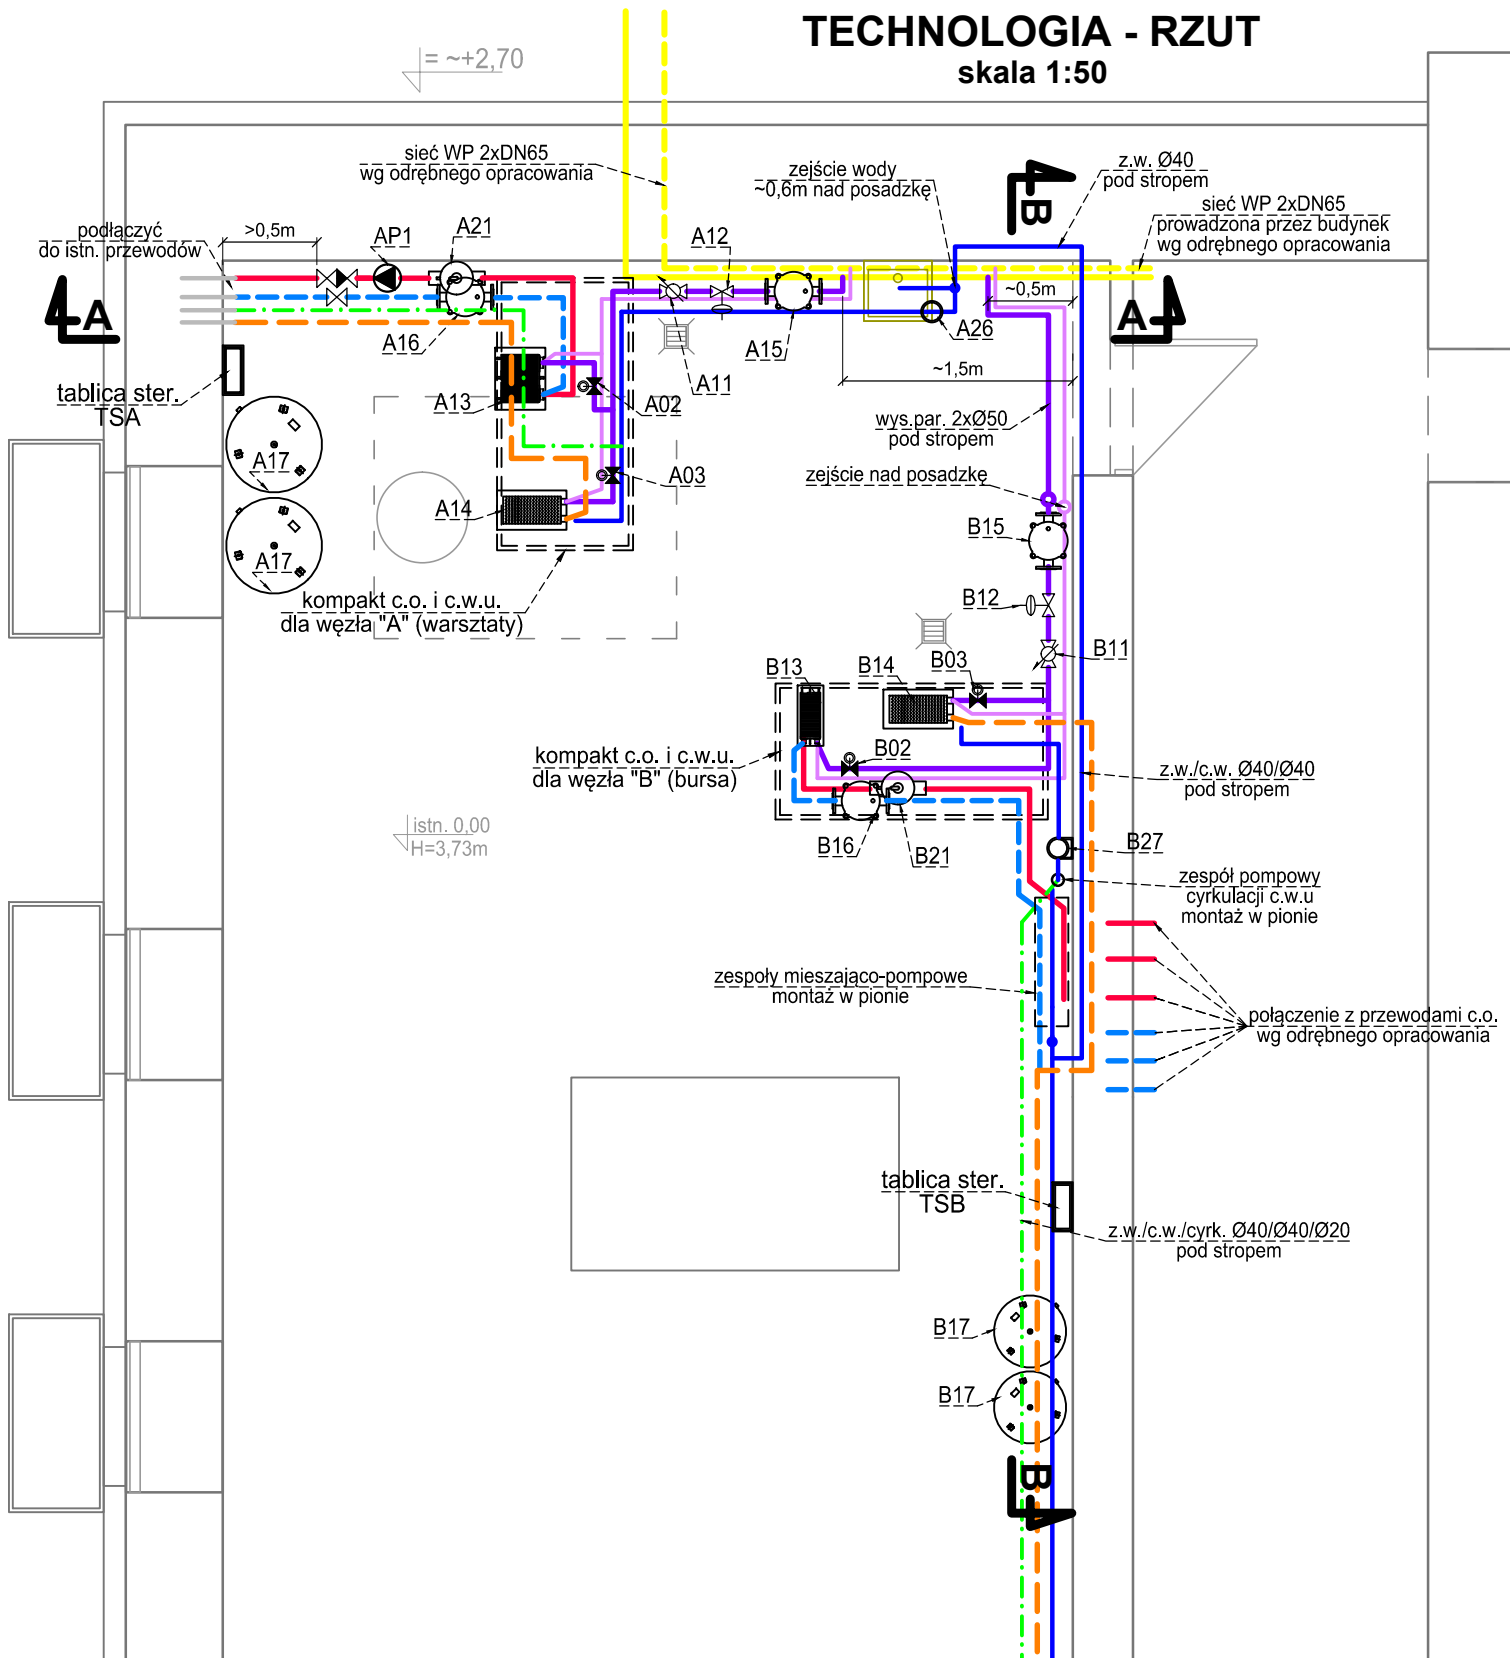 TECHNOLOGIA - RZUT
skala 1:50
= ~+2,70
sieć WP 2xDN65
wg odrębnego opracowania
zejście wody
~0,6m nad posadzkę
z.w. Ø40
pod stropem
B
sieć WP 2xDN65
prowadzona przez budynek
wg odrębnego opracowania
podłączyć
do istn. przewodów
>0,5m
AP1
A21
A12
A
~0,5m
A
A16
A15
A26
tablica ster.
TSA
A13
A02
A11
~1,5m
wys.par. 2xØ50
pod stropem
A17
A03
zejście nad posadzkę
A14
B15
A17
kompakt c.o. i c.w.u.
dla węzła "A" (warsztaty)
B12
B11
B13
B14
B03
kompakt c.o. i c.w.u.
dla węzła "B" (bursa)
B02
z.w./c.w. Ø40/Ø40
pod stropem
istn. 0,00
H=3,73m
B16
B21
B27
zespół pompowy
cyrkulacji c.w.u
montaż w pionie
zespoły mieszająco-pompowe
montaż w pionie
połączenie z przewodami c.o.
wg odrębnego opracowania
tablica ster.
TSB
z.w./c.w./cyrk. Ø40/Ø40/Ø20
pod stropem
B17
B17
B